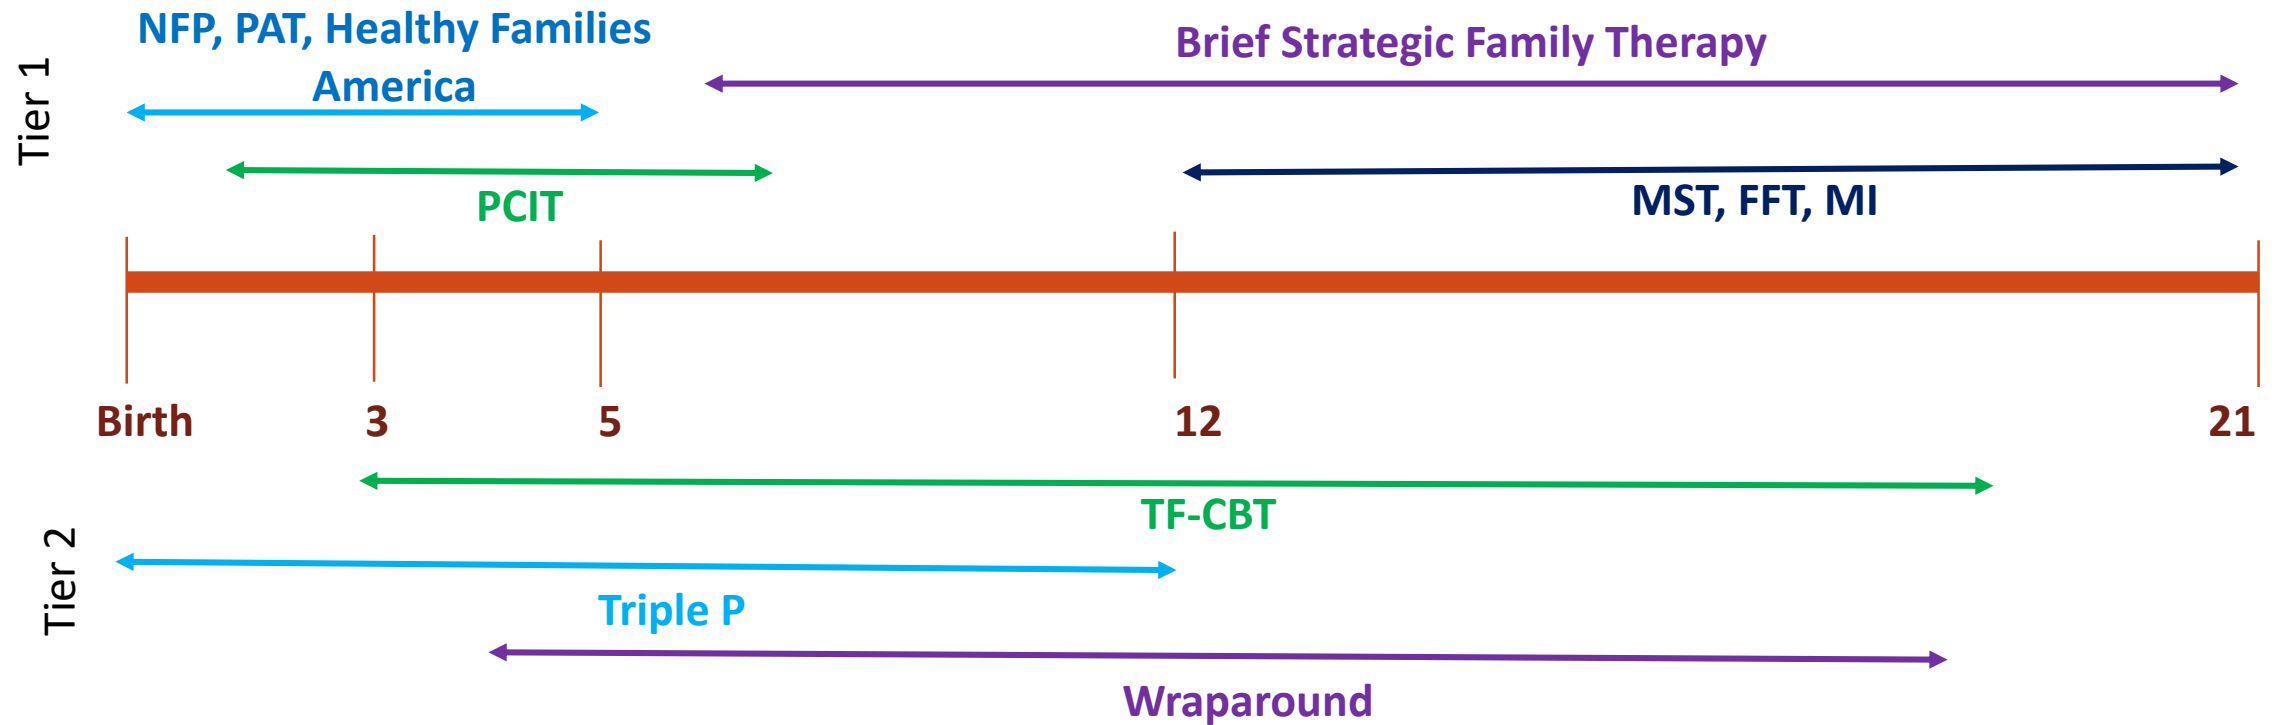 Tier 1
NFP, PAT, Healthy Families
America
Brief Strategic Family Therapy
PCIT
MST, FFT, MI
Birth
3
5
12
21
Tier 2
TF-CBT
Triple P
Wraparound